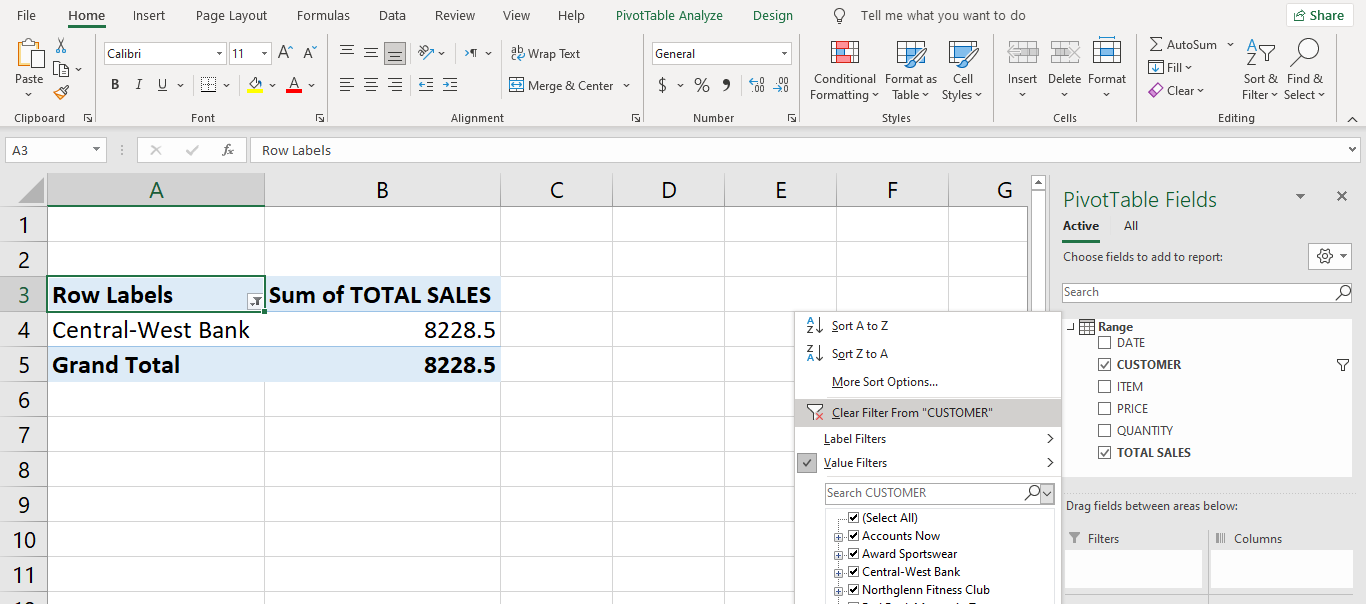 File Home Insert Page Layout Formulas Data Review View Help PivotTable Analyze Design Tell me what you want to do Share
Calibri 11 A A ab Wrap Text General AutoSum A Z
Paste Conditional Format as Cell Insert Delete Format Fill Sort & Find &
B I U A Merge & Center $ % Formatting Table Styles Clear Filter Select
Clipboard Font Alignment Number Styles Cells Editing
A3 fx Row Labels
A B C D E F G
PivotTable Fields
1
Active All
2
Choose fields to add to report:
3 Row Labels Sum of TOTAL SALES
Search
4 Central-West Bank 8228.5
5 Grand Total 8228.5
6
7
8
9
10
11
Sort A to Z
Sort Z to A
More Sort Options...
Clear Filter From "CUSTOMER"
Label Filters
Value Filters
Search CUSTOMER
(Select All)
Accounts Now
Award Sportswear
Central-West Bank
Northglenn Fitness Club
Range
DATE
CUSTOMER
ITEM
PRICE
QUANTITY
TOTAL SALES
Drag fields between areas below:
Filters Columns